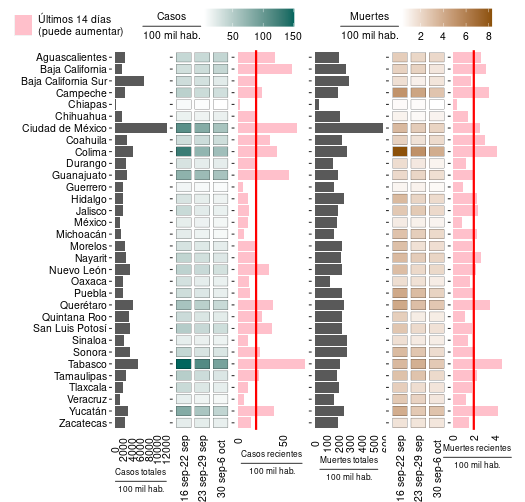 Últimos 14 días
(puede aumentar)
Casos
100 mil hab.
50 100 150
Muertes
100 mil hab.
2 4 6 8
Aguascalientes
Baja California
Baja California Sur
Campeche
Chiapas
Chihuahua
Ciudad de México
Coahuila
Colima
Durango
Guanajuato
Guerrero
Hidalgo
Jalisco
México
Michoacán
Morelos
Nayarit
Nuevo León
Oaxaca
Puebla
Querétaro
Quintana Roo
San Luis Potosí
Sinaloa
Sonora
Tabasco
Tamaulipas
Tlaxcala
Veracruz
Yucatán
Zacatecas
0 2000 4000 6000 8000 10000 12000
Casos totales
100 mil hab.
16 sep-22 sep
23 sep-29 sep
30 sep-6 oct
0 50
Casos recientes
100 mil hab.
0 100 200 300 400 500
Muertes totales
100 mil hab.
16 sep-22 sep
23 sep-29 sep
30 sep-6 oct
0 2 4
Muertes recientes
100 mil hab.